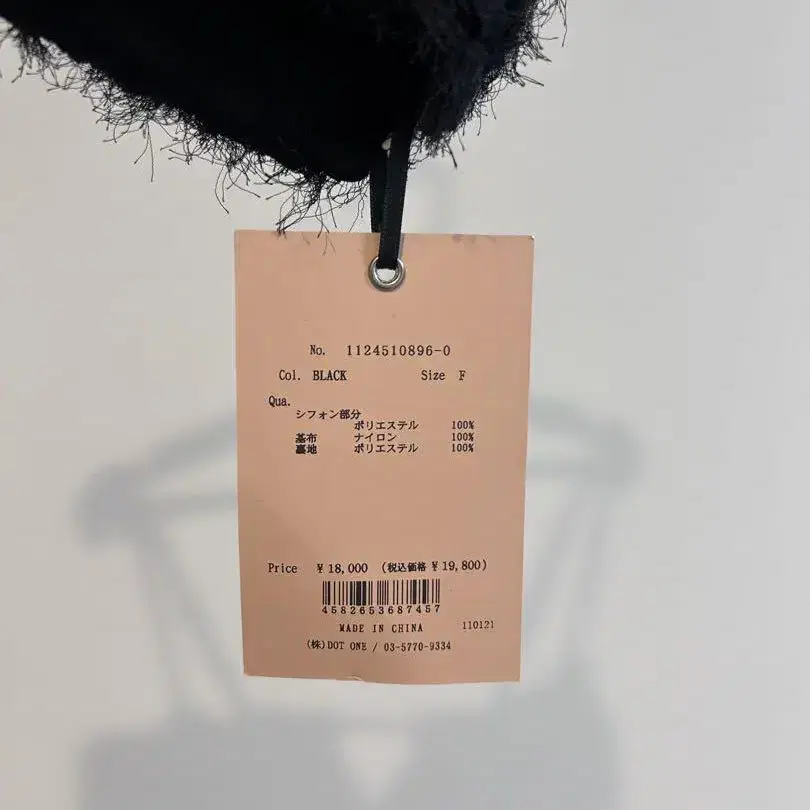 No. 1124510896-0
Col. BLACK Size F
Qua.
シフォン部分
ポリエステル 100%
基布 ナイロン 100%
裏地 ポリエステル 100%
Price ¥18,000 (税込価格 ¥19,800)
4582653687457
MADE IN CHINA 110121
(株)DOT ONE / 03-5770-9334